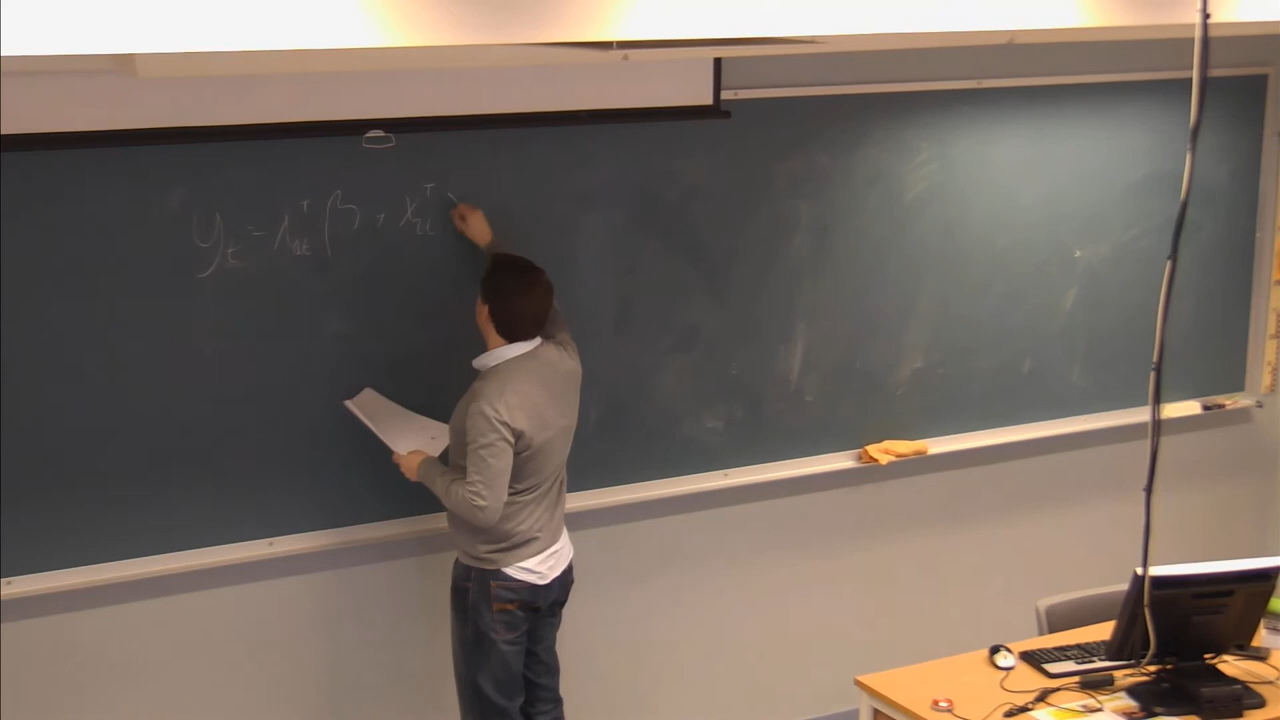 y_t = x_{1t}^T β + x_{2t}^T